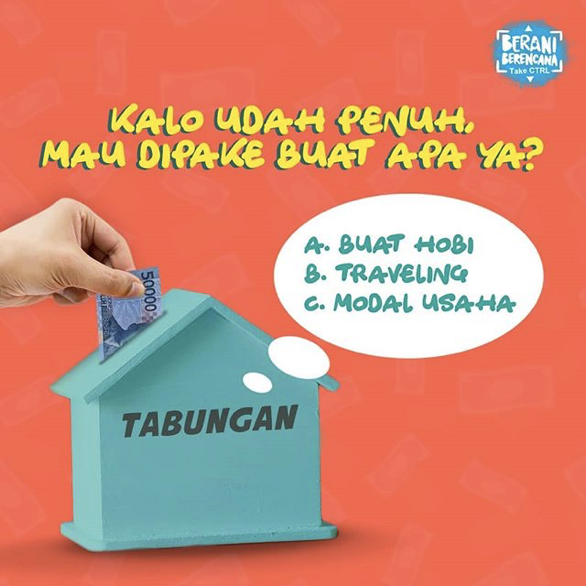 BERANI
BERENCANA
Take CTRL
KALO UDAH PENUH,
MAU DIPAKE BUAT APA YA?
A. BUAT HOBI
B. TRAVELING
C. MODAL USAHA
50000
TABUNGAN